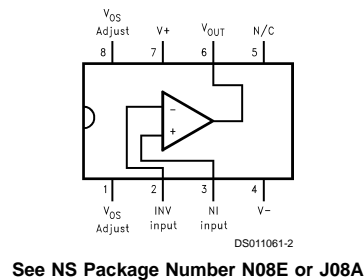 V_OS Adjust V+ V_OUT N/C
8 7 6 5
−
+
1 2 3 4
V_OS Adjust INV input NI input V−
DS011061-2
See NS Package Number N08E or J08A